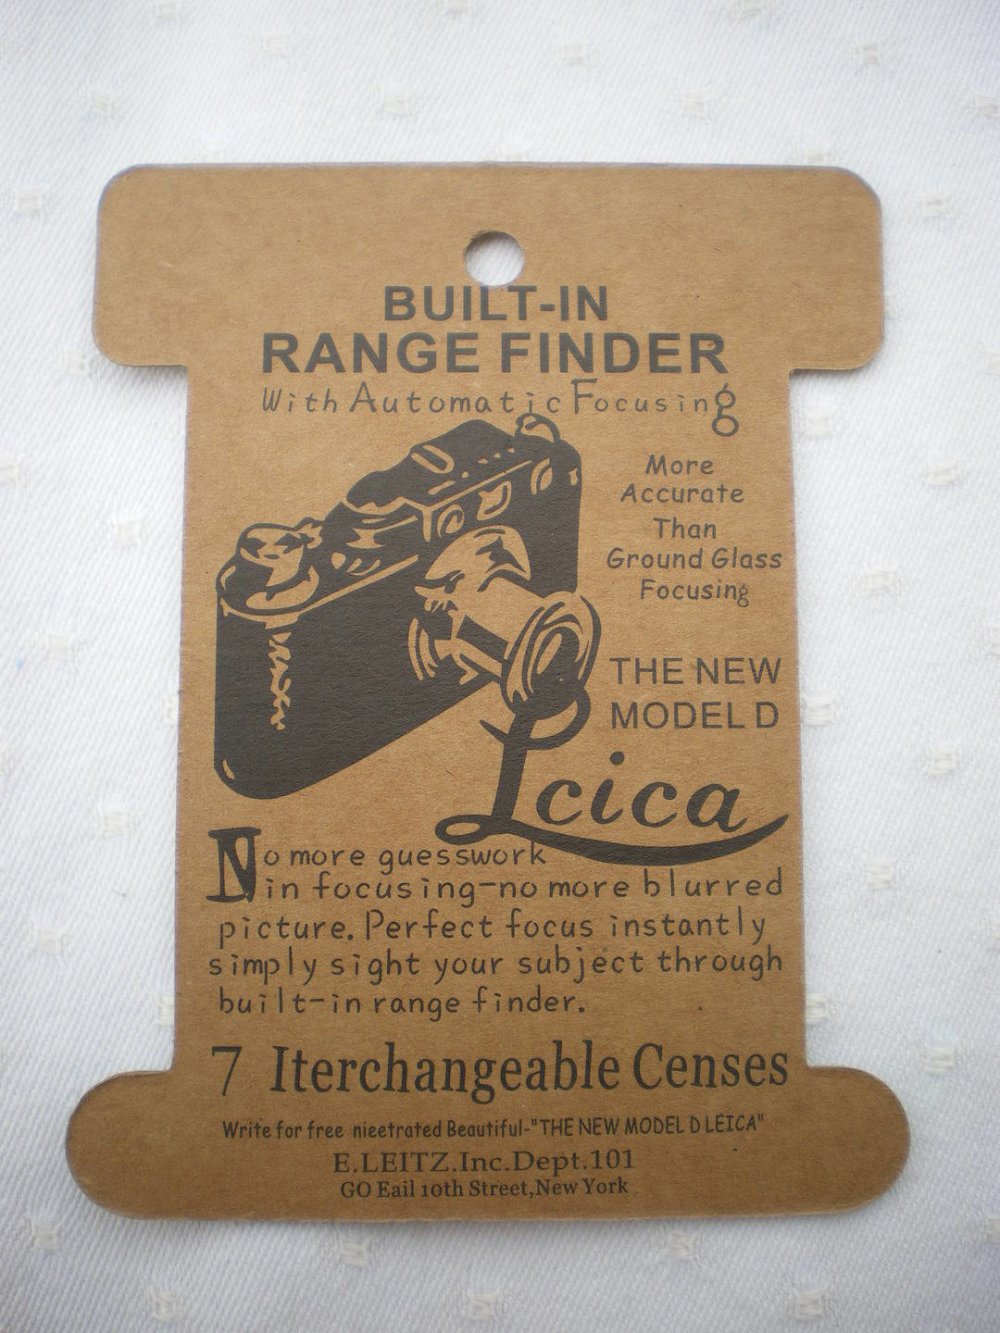 BUILT-IN
RANGE FINDER
With Automatic Focusing
More
Accurate
Than
Ground Glass
Focusing
THE NEW
MODEL D
Lcica
No more guesswork
in focusing-no more blurred
picture. Perfect focus instantly
simply sight your subject through
built-in range finder.
7 Iterchangeable Censes
Write for free nieetrated Beautiful-"THE NEW MODEL D LEICA"
E.LEITZ.Inc.Dept.101
GO Eail 10th Street,New York